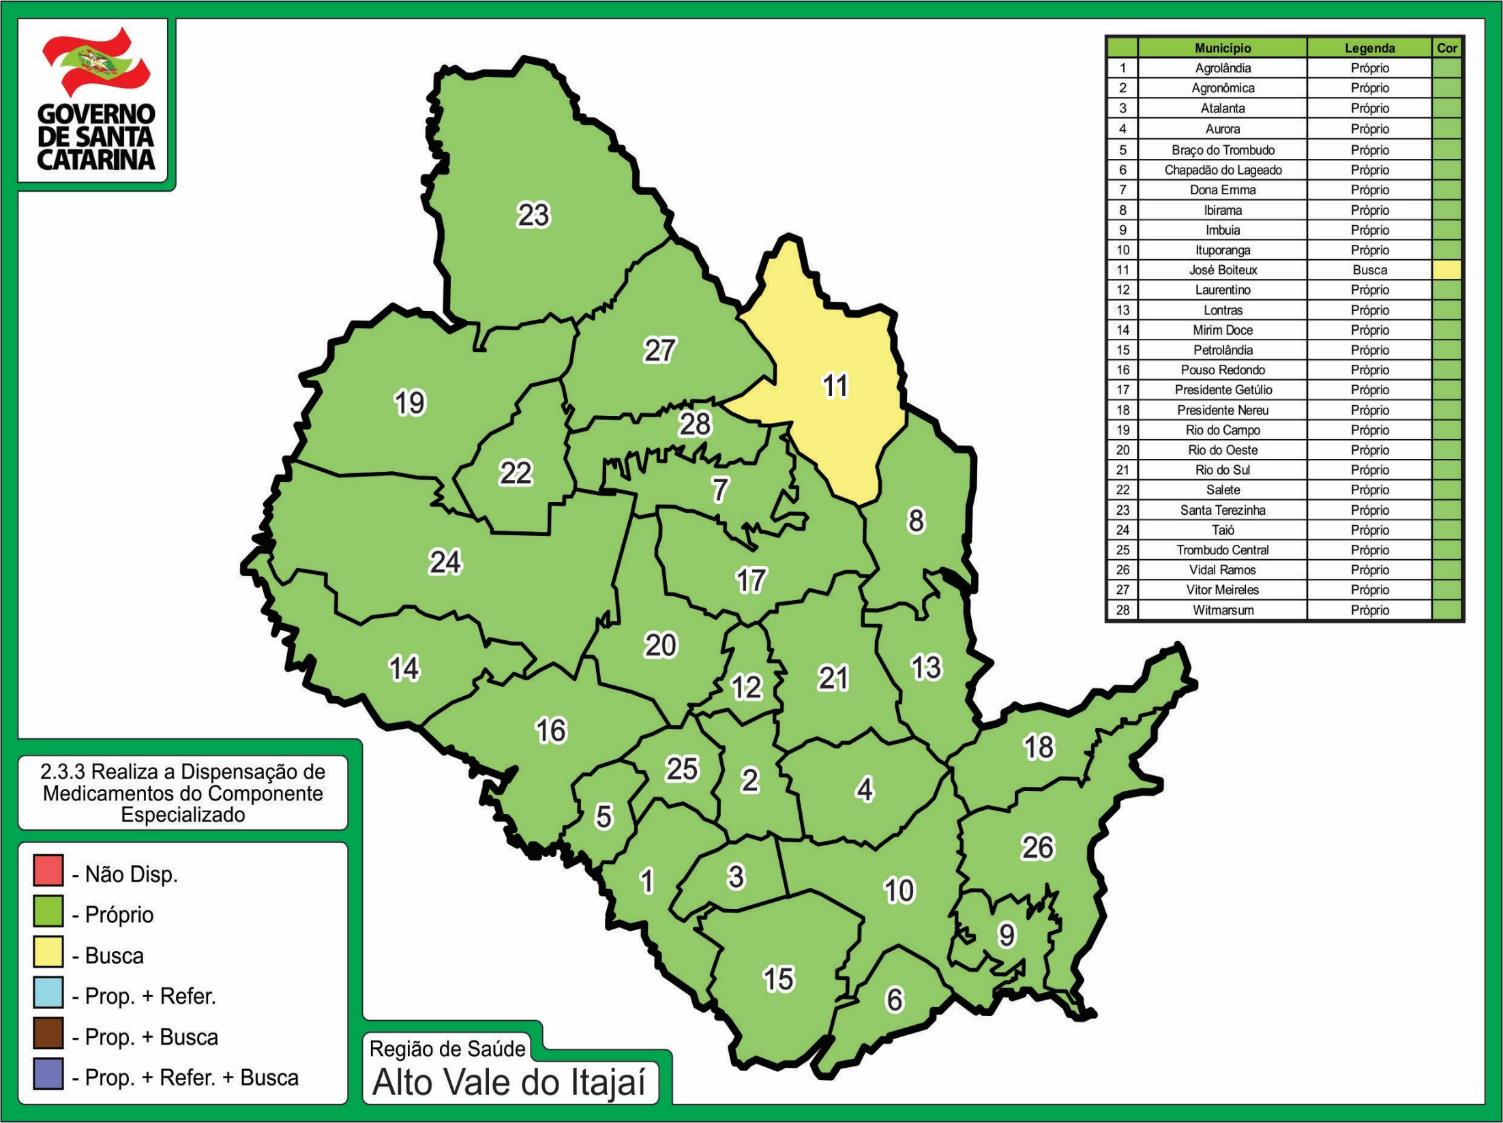 GOVERNO
DE SANTA
CATARINA
Município Legenda Cor
1 Agrolândia Próprio
2 Agronômica Próprio
3 Atalanta Próprio
4 Aurora Próprio
5 Braço do Trombudo Próprio
6 Chapadão do Lageado Próprio
7 Dona Emma Próprio
8 Ibirama Próprio
9 Imbuia Próprio
10 Ituporanga Próprio
11 José Boiteux Busca
12 Laurentino Próprio
13 Lontras Próprio
14 Mirim Doce Próprio
15 Petrolândia Próprio
16 Pouso Redondo Próprio
17 Presidente Getúlio Próprio
18 Presidente Nereu Próprio
19 Rio do Campo Próprio
20 Rio do Oeste Próprio
21 Rio do Sul Próprio
22 Salete Próprio
23 Santa Terezinha Próprio
24 Taió Próprio
25 Trombudo Central Próprio
26 Vidal Ramos Próprio
27 Vitor Meireles Próprio
28 Witmarsum Próprio
23
27
11
19
28
22
7
8
24
17
20
14
12
21
13
16
18
25
2
4
5
26
1
3
10
9
15
6
2.3.3 Realiza a Dispensação de
Medicamentos do Componente
Especializado
- Não Disp.
- Próprio
- Busca
- Prop. + Refer.
- Prop. + Busca
- Prop. + Refer. + Busca
Região de Saúde
Alto Vale do Itajaí